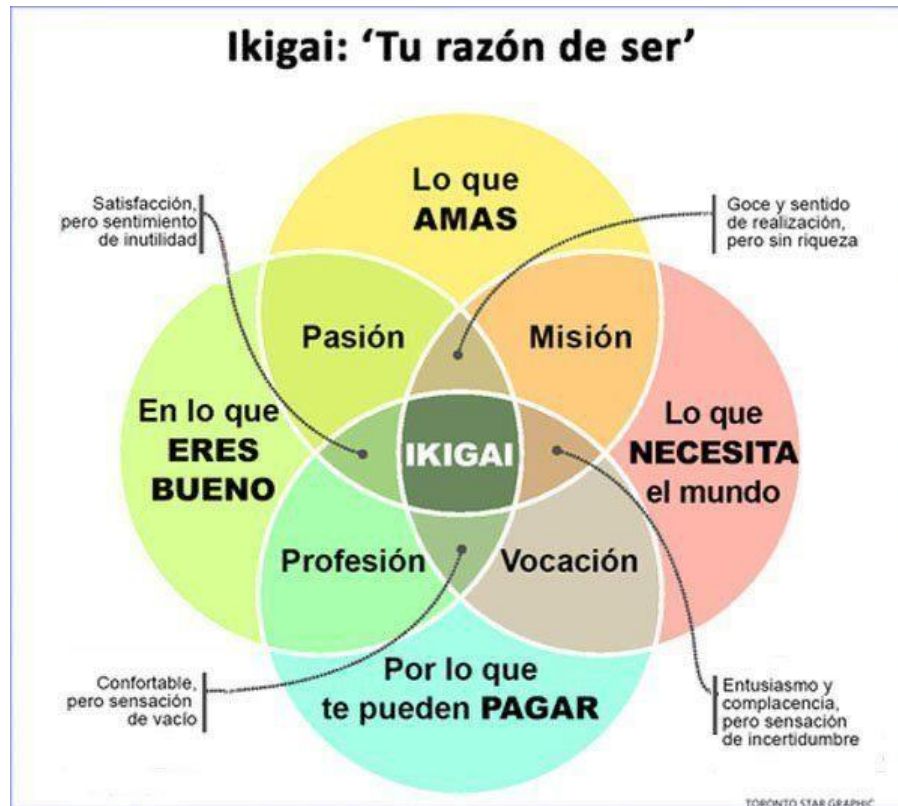 Ikigai: ‘Tu razón de ser’
Lo que
AMAS
Satisfacción,
pero sentimiento
de inutilidad
Goce y sentido
de realización,
pero sin riqueza
Pasión
Misión
En lo que
ERES
BUENO
IKIGAI
Lo que
NECESITA
el mundo
Profesión
Vocación
Por lo que
te pueden PAGAR
Confortable,
pero sensación
de vacío
Entusiasmo y
complacencia,
pero sensación
de incertidumbre
TORONTO STAR GRAPHIC